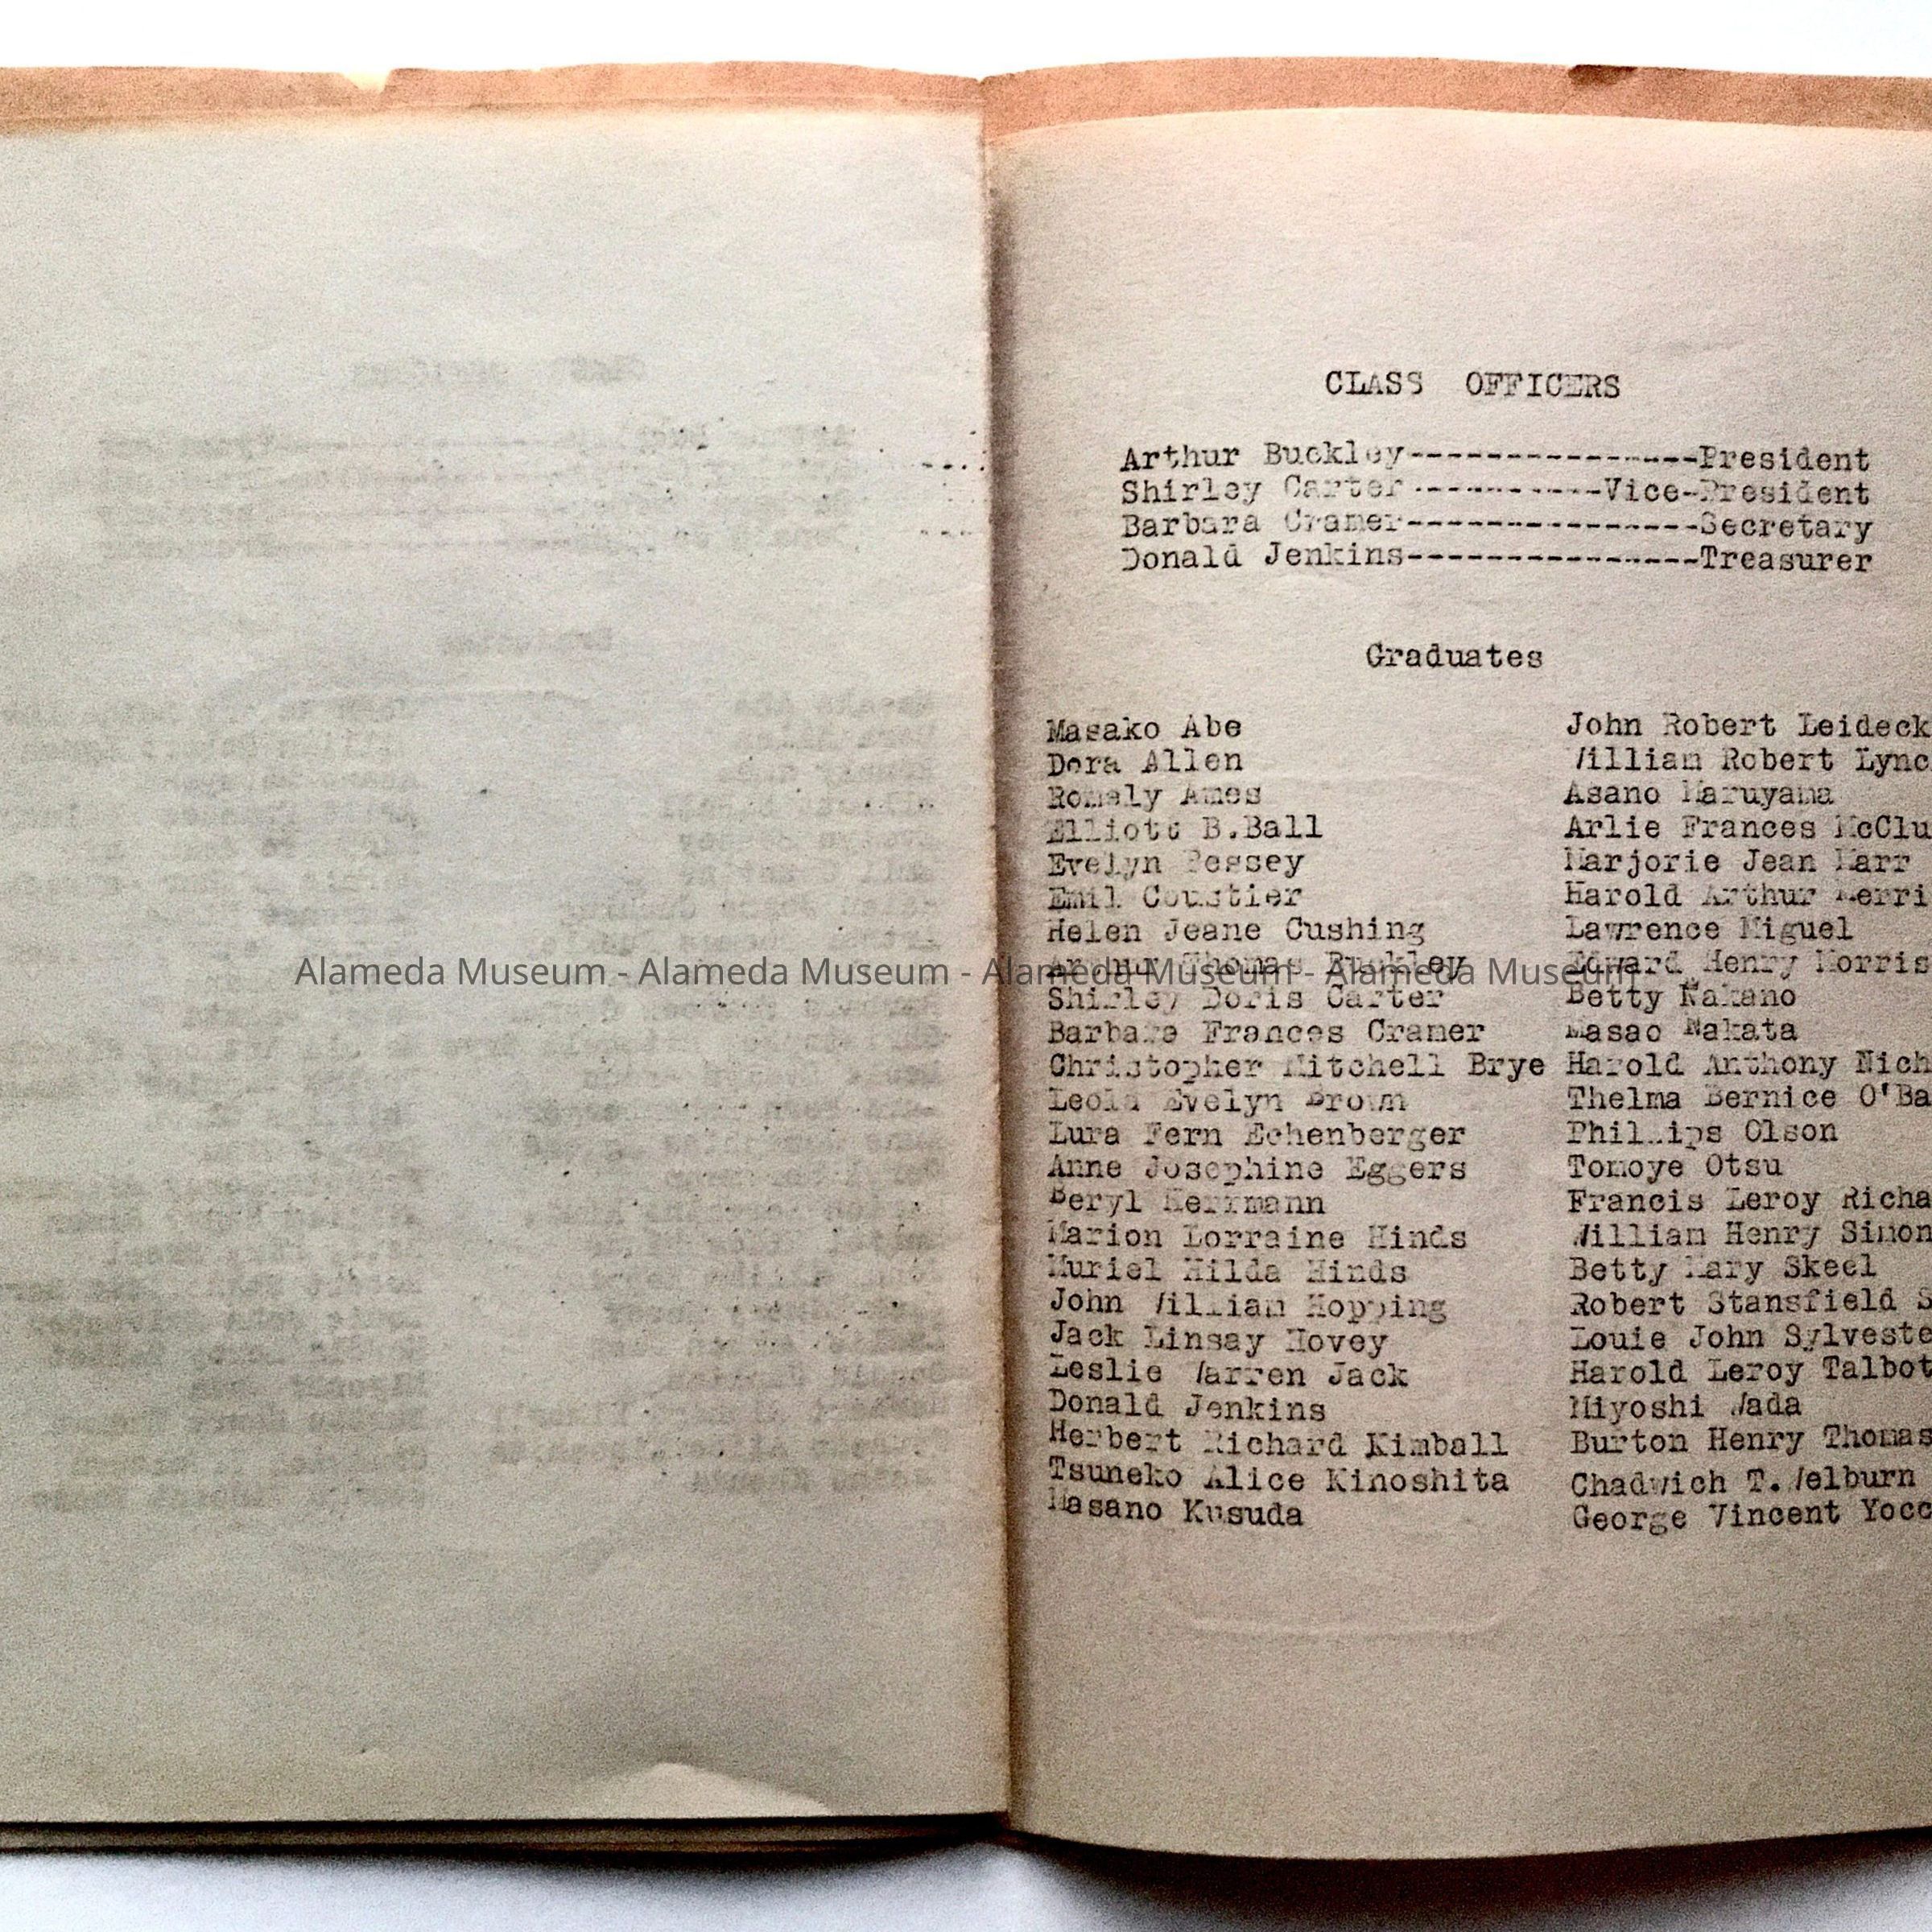 CLASS OFFICERS
Arthur Buckley---------------President
Shirley Carter----------Vice-President
Barbara Cramer---------------Secretary
Donald Jenkins---------------Treasurer
Graduates
Masako Abe
Dora Allen
Romely Ames
Elliott B.Ball
Evelyn Bessey
Emil Coustier
Helen Jeane Cushing
Arthur Thomas Buckley
Shirley Doris Carter
Barbara Frances Cramer
Christopher Mitchell Brye
Leola Evelyn Brown
Lura Fern Echenberger
Anne Josephine Eggers
Beryl Herrmann
Marion Lorraine Hinds
Muriel Hilda Hinds
John William Hopping
Jack Linsay Hovey
Leslie Warren Jack
Donald Jenkins
Herbert Richard Kimball
Tsuneko Alice Kinoshita
Masano Kusuda
John Robert Leideck
William Robert Lync
Asano Maruyama
Arlie Frances McClu
Marjorie Jean Marr
Harold Arthur Merri
Lawrence Miguel
Edward Henry Morris
Betty Nakano
Masao Nakata
Harold Anthony Nich
Thelma Bernice O'Ba
Phillips Olson
Tomoye Otsu
Francis Leroy Richa
William Henry Simon
Betty Mary Skeel
Robert Stansfield S
Louie John Sylveste
Harold Leroy Talbot
Miyoshi Wada
Burton Henry Thomas
Chadwich T.Welburn
George Vincent Yocc
Alameda Museum - Alameda Museum - Alameda Museum - Alameda Museum